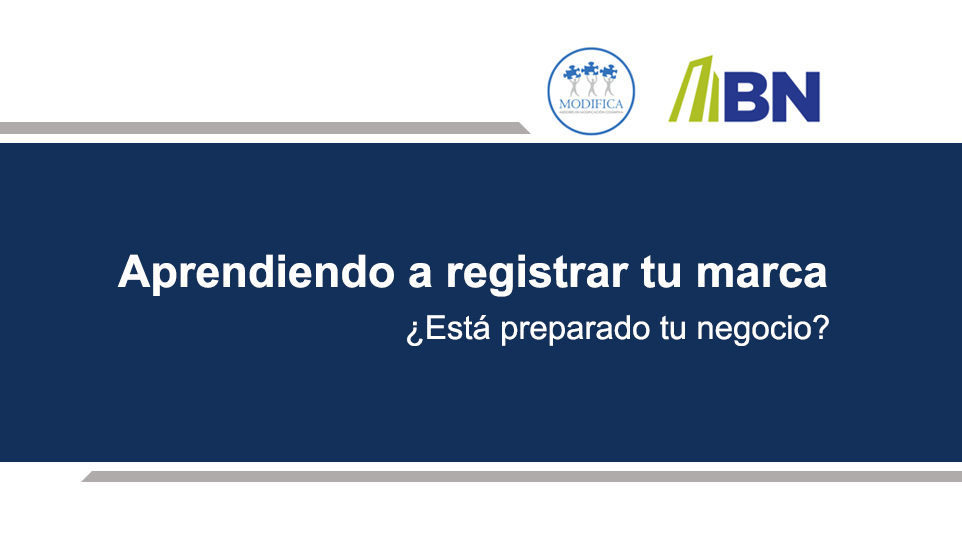 MODIFICA
BN
Aprendiendo a registrar tu marca
¿Está preparado tu negocio?